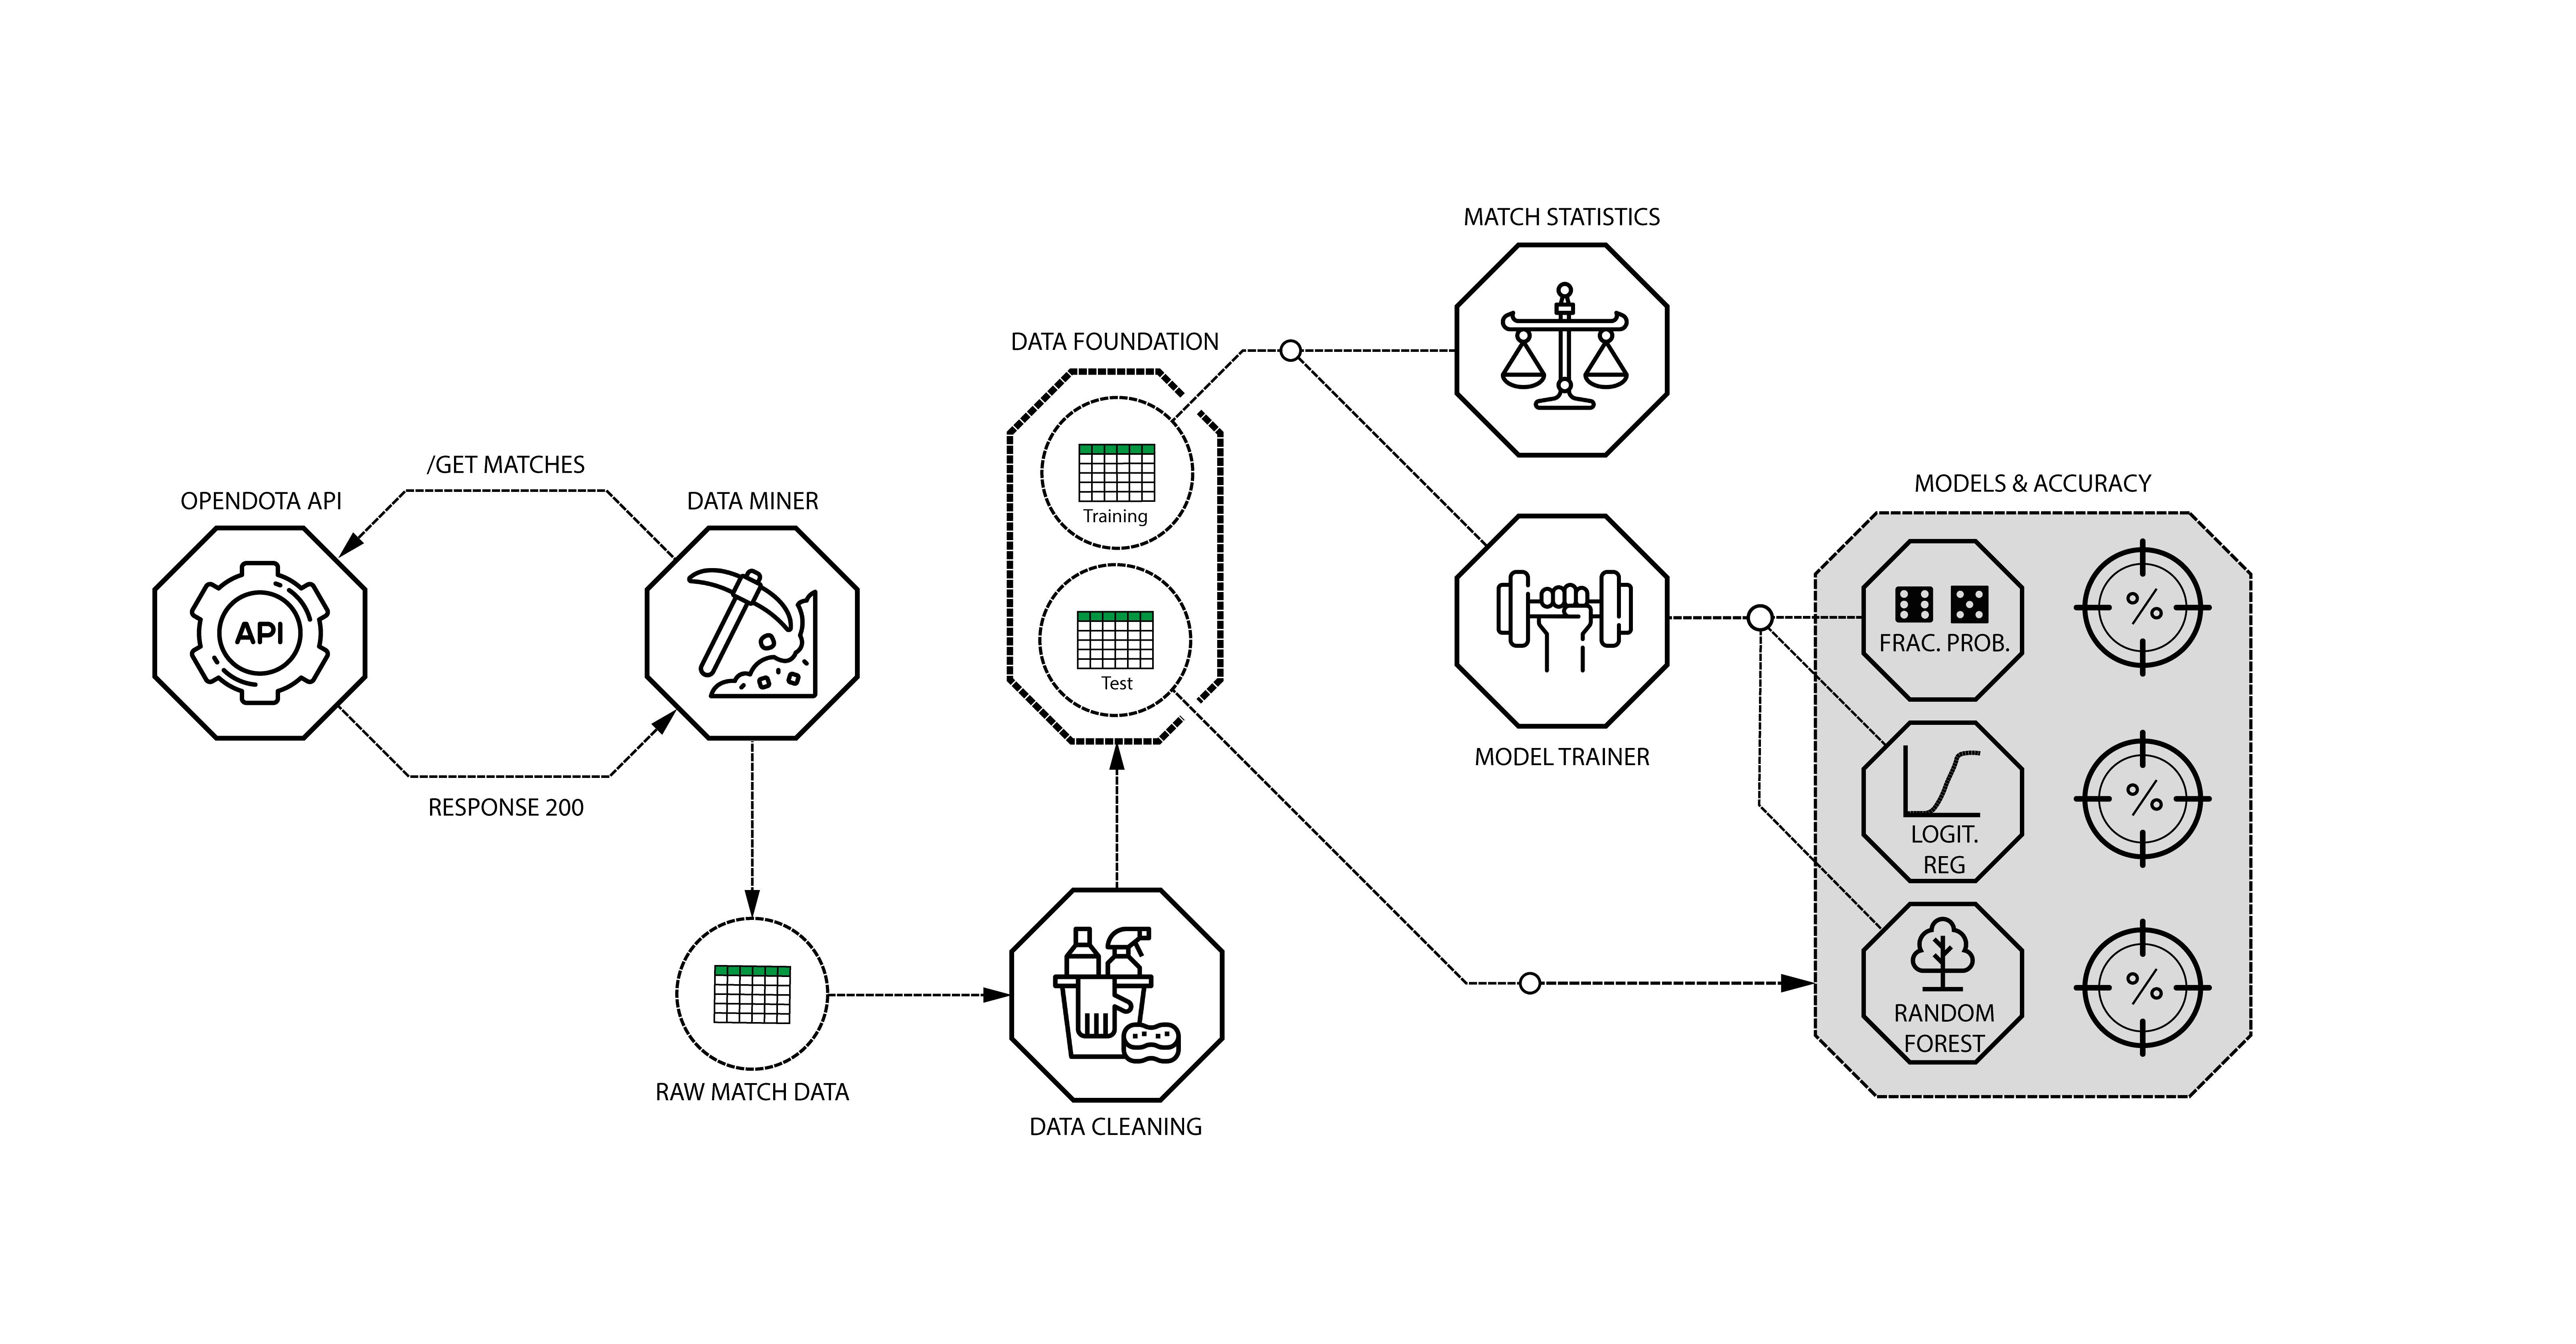 OPENDOTA API
API
/GET MATCHES
RESPONSE 200
DATA MINER
RAW MATCH DATA
DATA CLEANING
DATA FOUNDATION
Training
Test
MATCH STATISTICS
MODEL TRAINER
MODELS & ACCURACY
FRAC. PROB.
%
LOGIT.
REG
%
RANDOM
FOREST
%